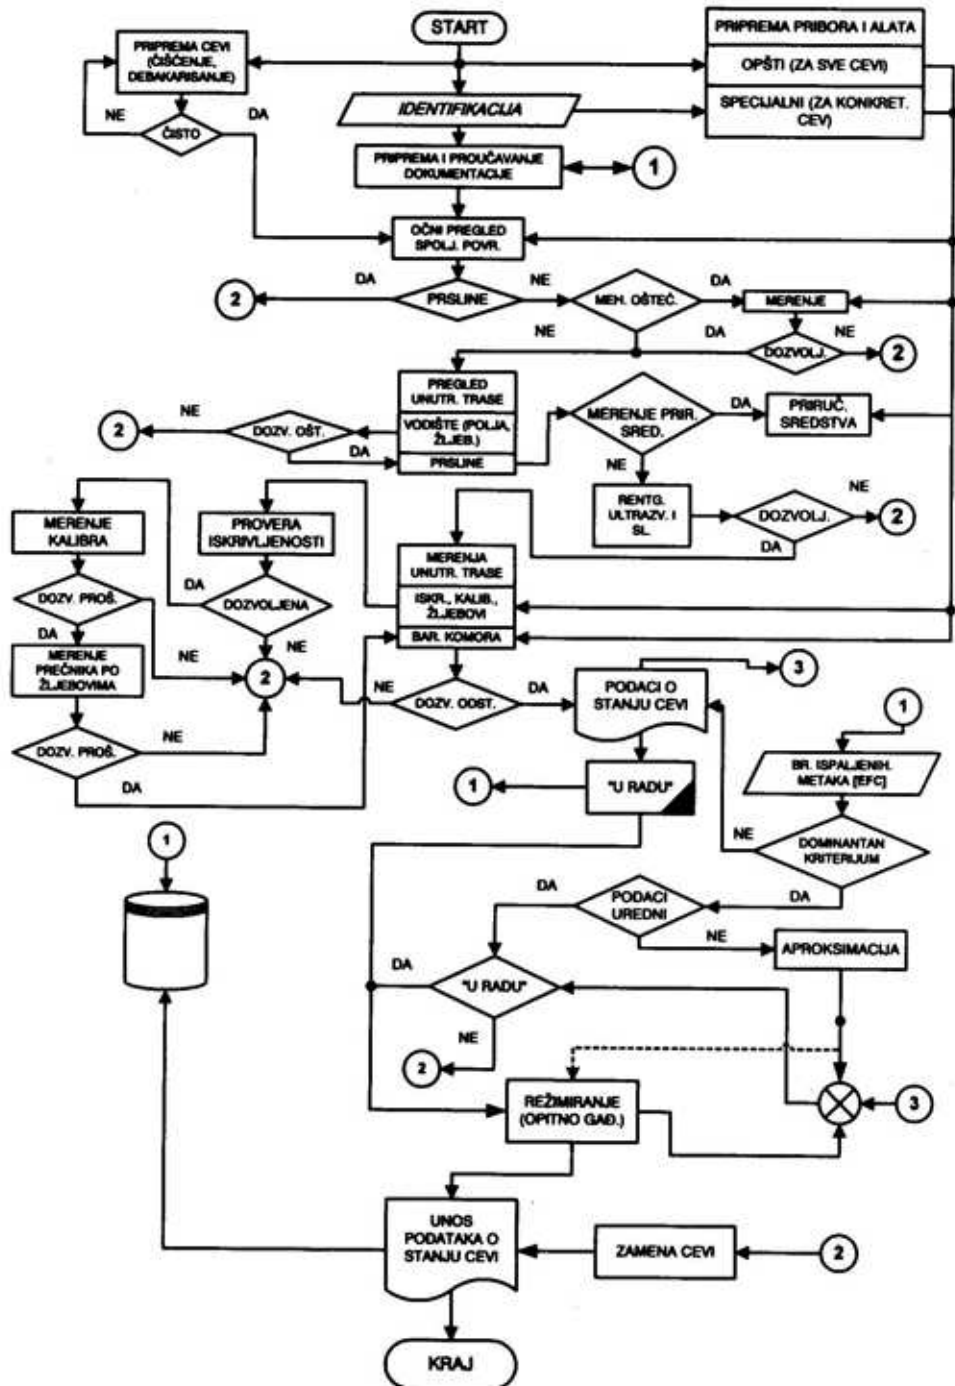 START
PRIPREMA PRIBORA I ALATA
OPŠTI (ZA SVE CEVI)
SPECIJALNI (ZA KONKRET.
CEV)
PRIPREMA CEVI
(ČIŠĆENJE,
DEBAKARISANJE)
NE
DA
ČISTO
IDENTIFIKACIJA
PRIPREMA I PROUČAVANJE
DOKUMENTACIJE
1
OČNI PREGLED
SPOLJ. POVR.
2
DA
PRSLINE
NE
MEH. OŠTEĆ.
DA
MERENJE
NE
DA
DOZVOLJ.
NE
2
PREGLED
UNUTR. TRASE
VODIŠTE (POLJA,
ŽLJEB.)
PRSLINE
2
NE
DOZV. OŠT.
DA
MERENJE PRIR.
SRED.
DA
PRIRUČ.
SREDSTVA
NE
RENTG.
ULTRAZV. I
SL.
DOZVOLJ.
NE
2
DA
MERENJE
KALIBRA
PROVERA
ISKRIVLJENOSTI
MERENJA
UNUTR. TRASE
ISKR., KALIB.,
ŽLJEBOVI
BAR. KOMORA
DOZV. PROŠ.
DA
DOZVOLJENA
DA
MERENJE
PREČNIKA PO
ŽLJEBOVIMA
NE
NE
2
NE
DOZV. ODST.
DA
PODACI O
STANJU CEVI
3
DOZV. PROŠ.
NE
DA
1
"U RADU"
1
BR. ISPALJENIH.
METAKA [EFC]
NE
DOMINANTAN
KRITERIJUM
1
DA
PODACI
UREDNI
DA
NE
APROKSIMACIJA
DA
"U RADU"
NE
2
REŽIMIRANJE
(OPITNO GAĐ.)
3
UNOS
PODATAKA O
STANJU CEVI
ZAMENA CEVI
2
KRAJ